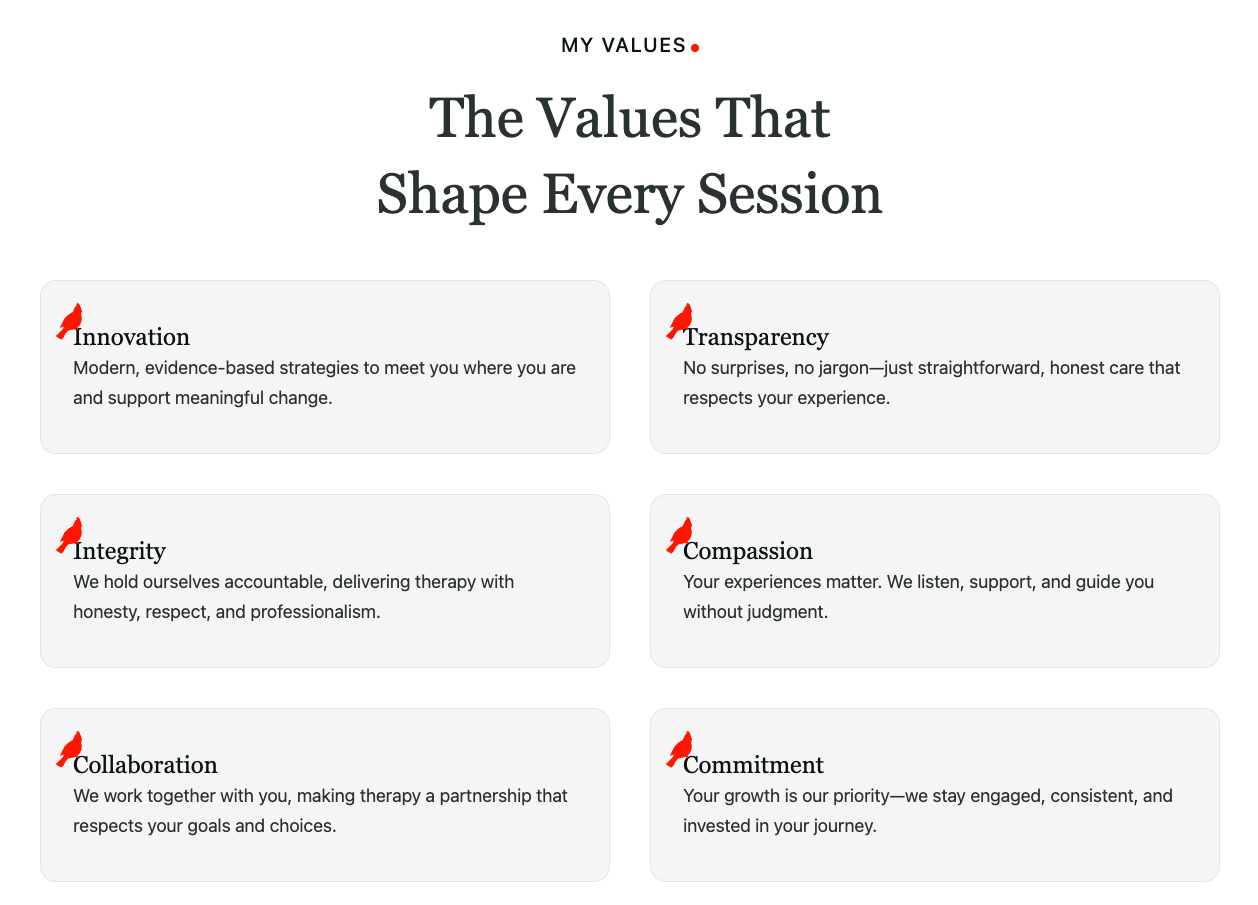 MY VALUES
The Values That
Shape Every Session
Innovation
Modern, evidence-based strategies to meet you where you are
and support meaningful change.
Transparency
No surprises, no jargon—just straightforward, honest care that
respects your experience.
Integrity
We hold ourselves accountable, delivering therapy with
honesty, respect, and professionalism.
Compassion
Your experiences matter. We listen, support, and guide you
without judgment.
Collaboration
We work together with you, making therapy a partnership that
respects your goals and choices.
Commitment
Your growth is our priority—we stay engaged, consistent, and
invested in your journey.